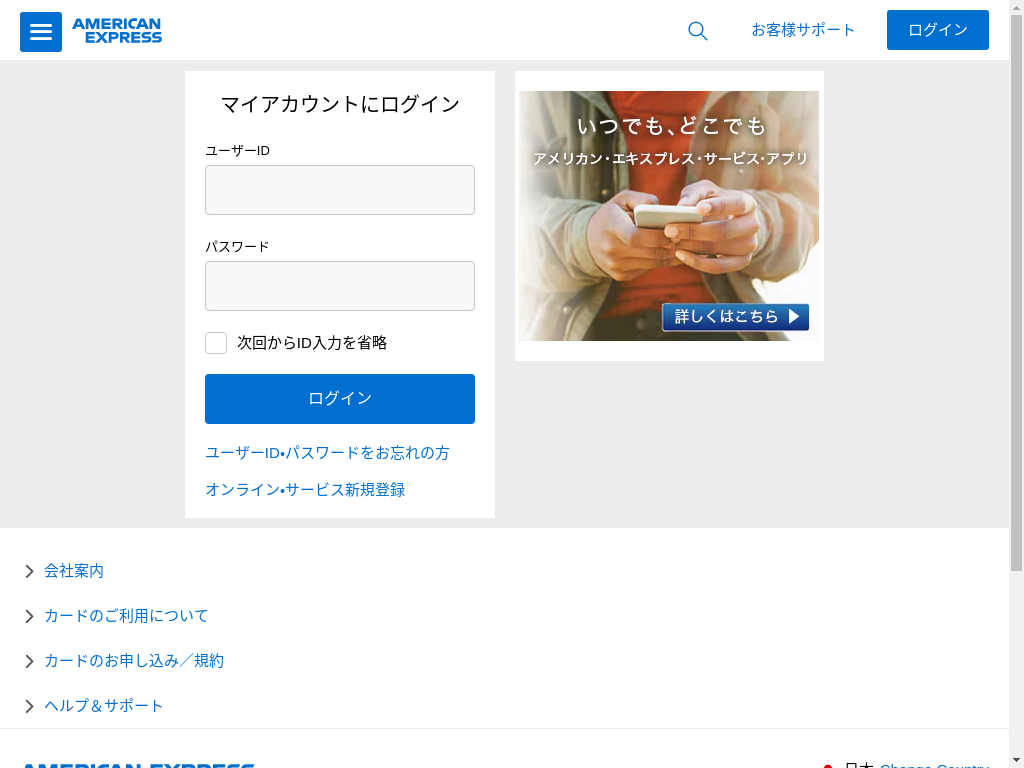 AMERICAN
EXPRESS
お客様サポート
ログイン
マイアカウントにログイン
ユーザーID
パスワード
次回からID入力を省略
ログイン
ユーザーID•パスワードをお忘れの方
オンライン•サービス新規登録
いつでも、どこでも
アメリカン・エキスプレス・サービス・アプリ
詳しくはこちら
会社案内
カードのご利用について
カードのお申し込み／規約
ヘルプ＆サポート
AMERICAN EXPRESS
日本 Change Country